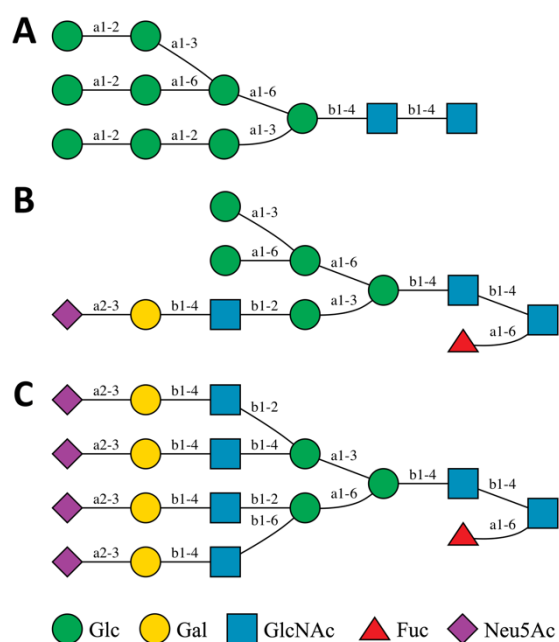 A
a1-2 a1-3
a1-2 a1-6 a1-6
b1-4 b1-4
a1-2 a1-2 a1-3
B
a1-3
a1-6 a1-6
b1-4 b1-4
a2-3 b1-4 b1-2 a1-3
a1-6
C
a2-3 b1-4 b1-2
a2-3 b1-4 b1-4 a1-3
b1-4 b1-4
a2-3 b1-4 b1-2 a1-6
b1-6 a1-6
a2-3 b1-4
Glc Gal GlcNAc Fuc Neu5Ac